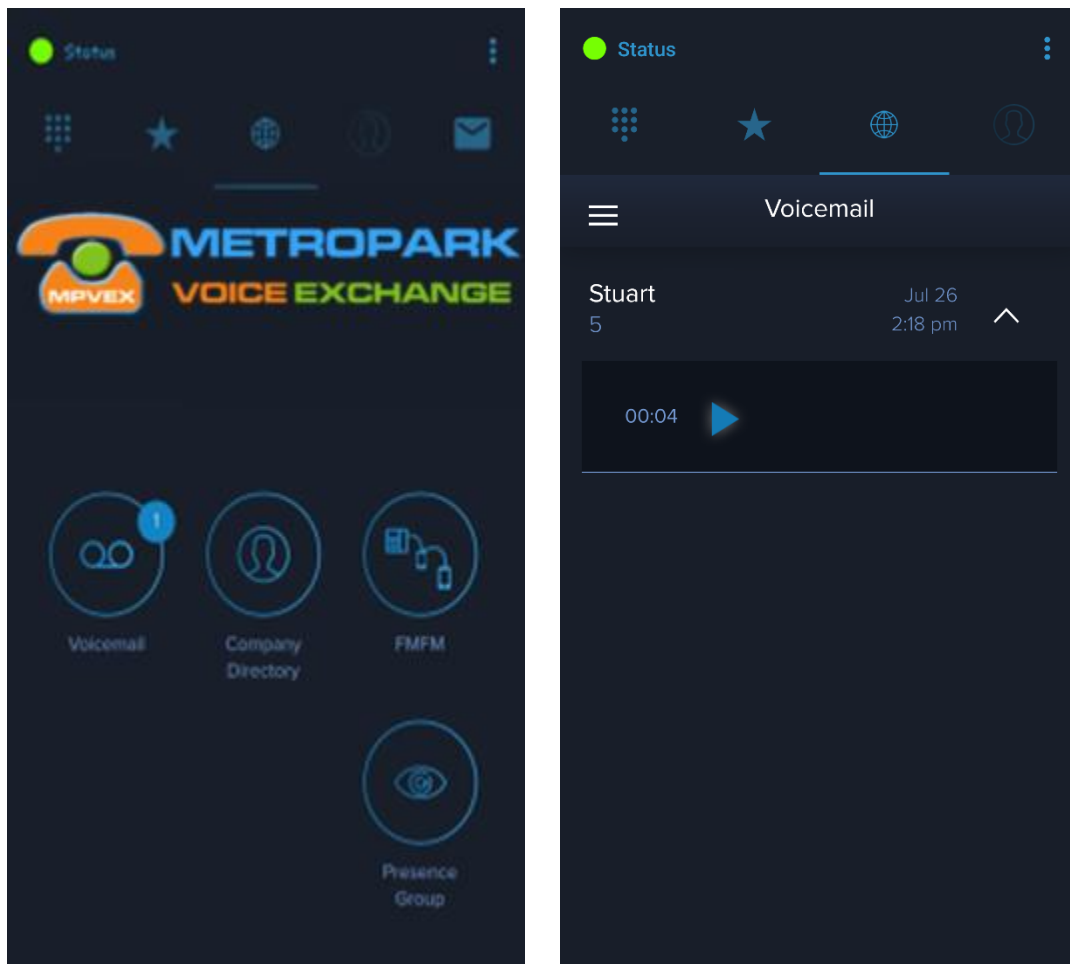 Status
METROPARK
MPVEX
VOICE EXCHANGE
1
Voicemail
Company
Directory
FMFM
Presence
Group
Status
Voicemail
Stuart
Jul 26
5
2:18 pm
00:04